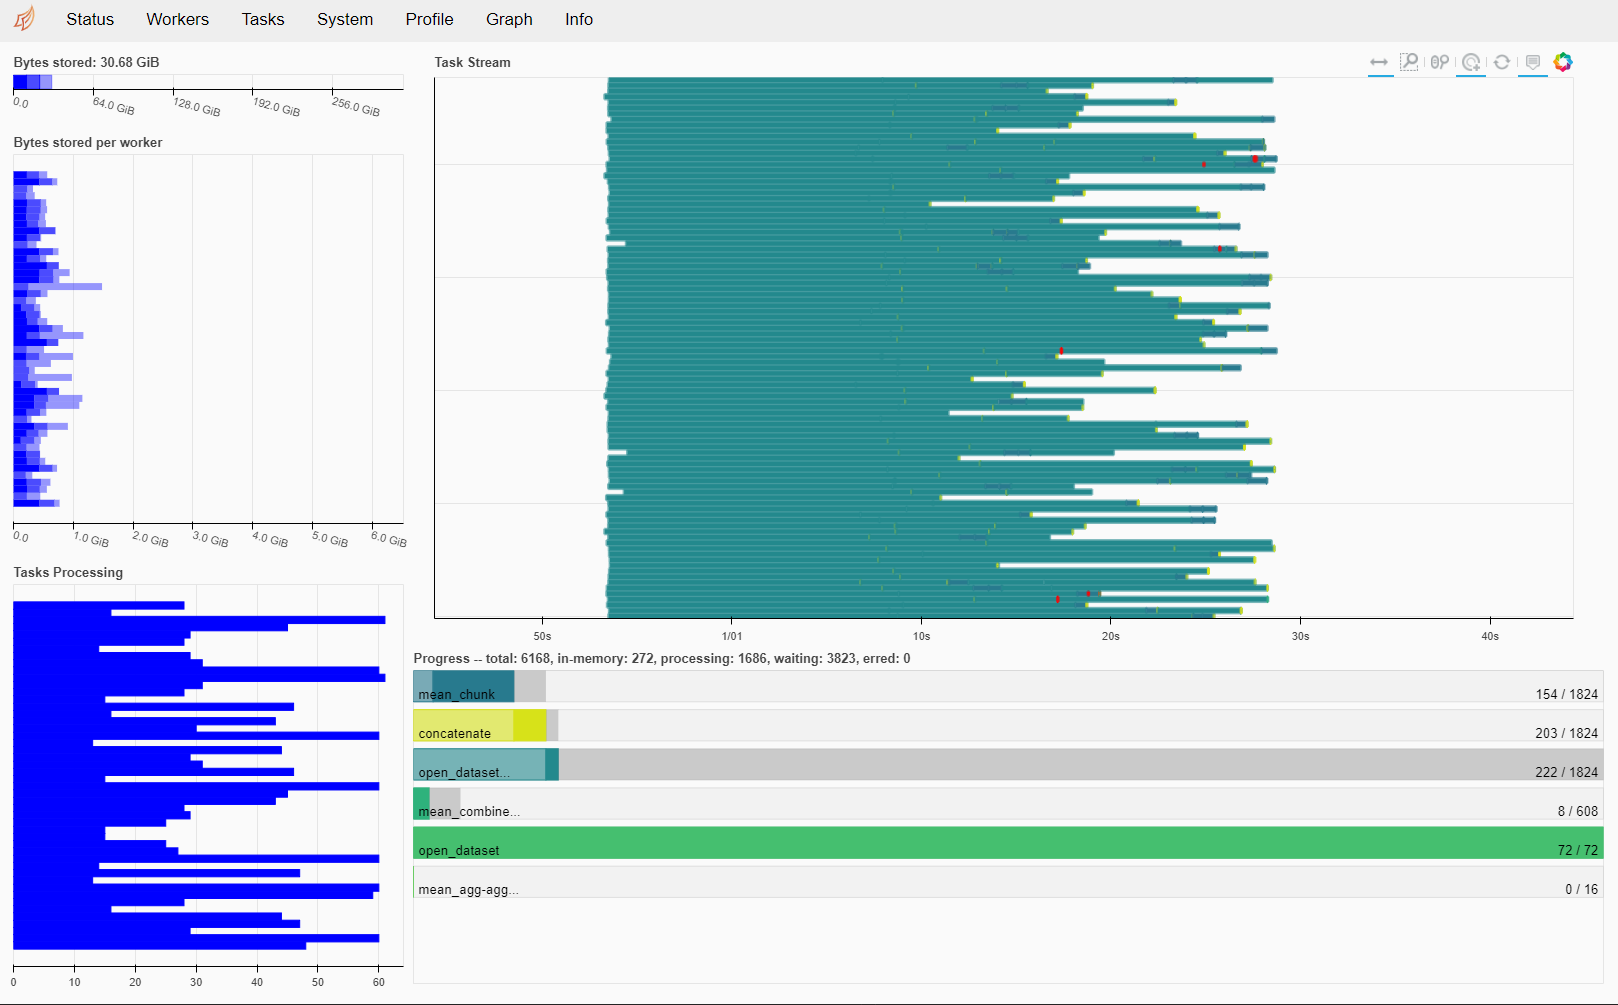 Status Workers Tasks System Profile Graph Info
Bytes stored: 30.68 GiB
0.0 64.0 GiB 128.0 GiB 192.0 GiB 256.0 GiB
Bytes stored per worker
0.0 1.0 GiB 2.0 GiB 3.0 GiB 4.0 GiB 5.0 GiB 6.0 GiB
Tasks Processing
0 10 20 30 40 50 60
Task Stream
50s 1/01 10s 20s 30s 40s
Progress -- total: 6168, in-memory: 272, processing: 1686, waiting: 3823, erred: 0
mean_chunk 154 / 1824
concatenate 203 / 1824
open_dataset... 222 / 1824
mean_combine... 8 / 608
open_dataset 72 / 72
mean_agg-agg... 0 / 16